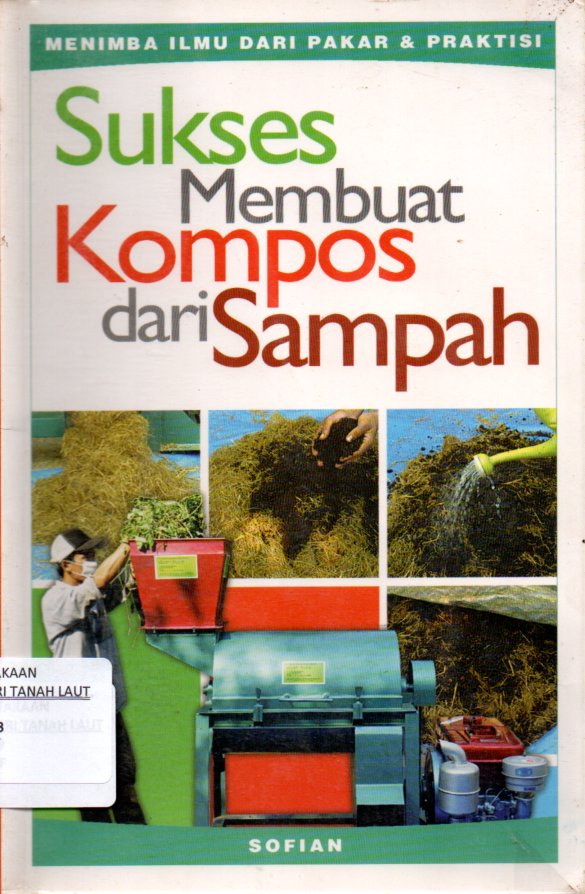 MENIMBA ILMU DARI PAKAR & PRAKTISI
Sukses
Membuat
Kompos
dari Sampah
AKAAN
RI TANAH LAUT
SOFIAN